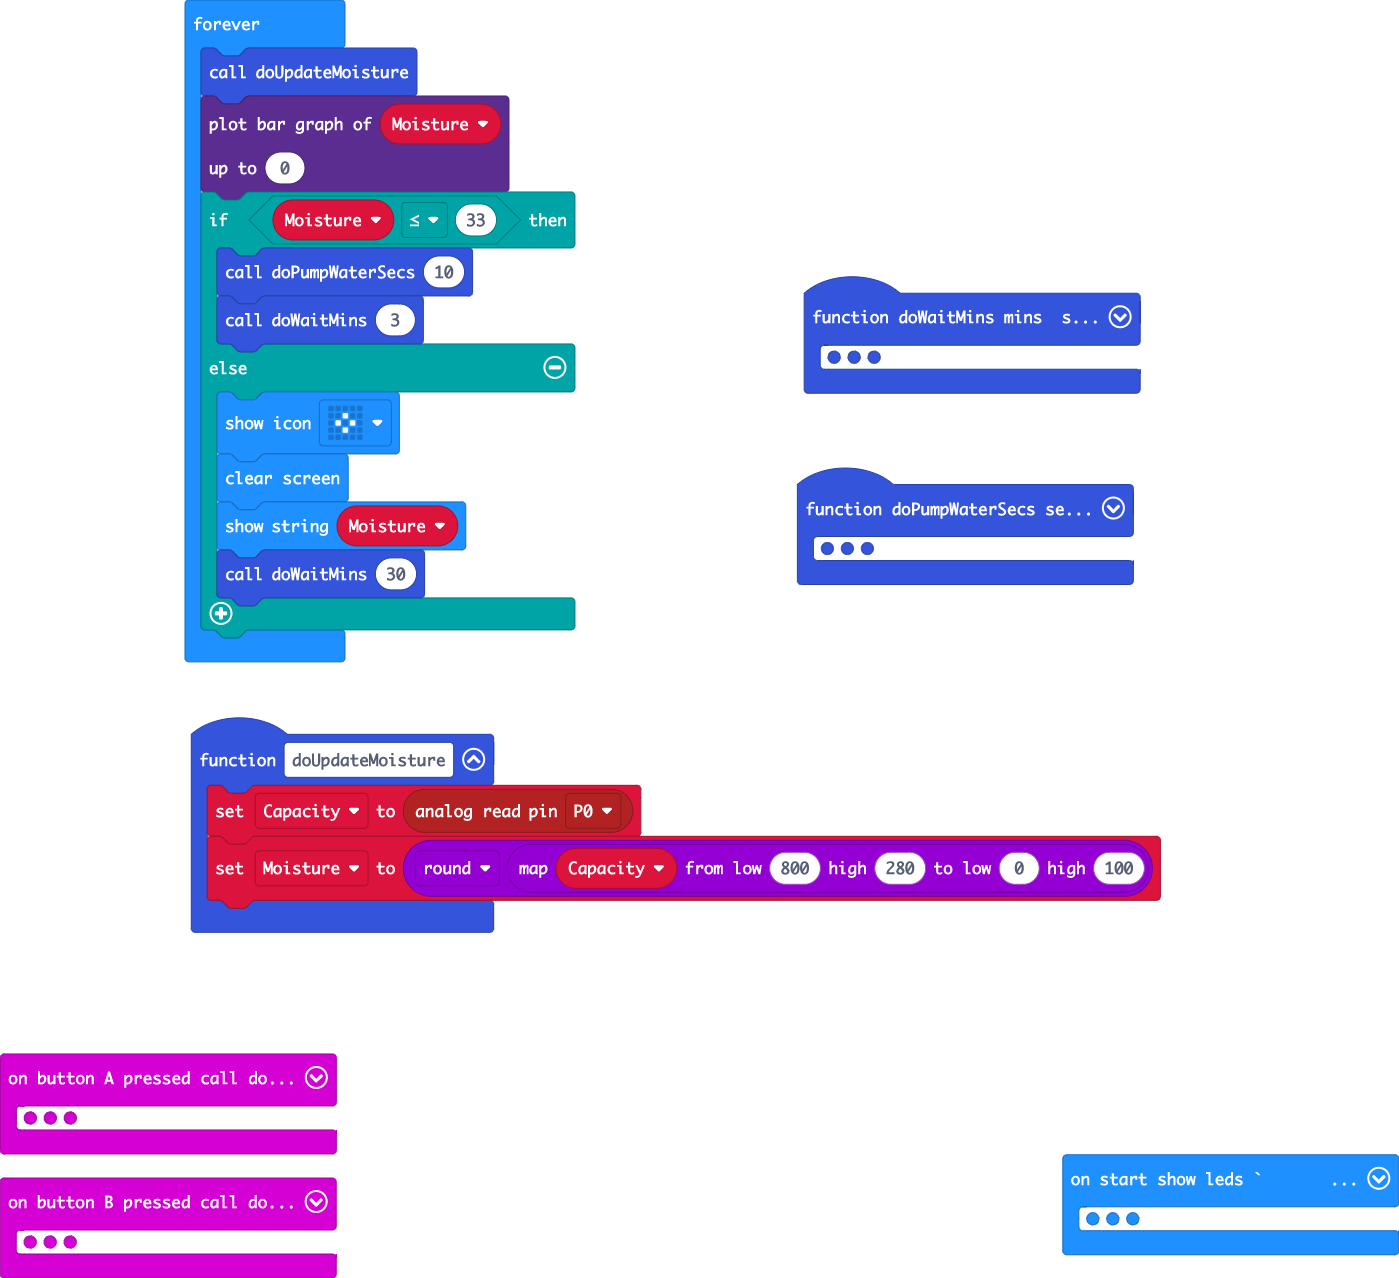 forever
call doUpdateMoisture
plot bar graph of Moisture
up to 0
if Moisture ≤ 33 then
call doPumpWaterSecs 10
call doWaitMins 3
else
show icon
clear screen
show string Moisture
call doWaitMins 30
function doWaitMins mins s...
function doPumpWaterSecs se...
function doUpdateMoisture
set Capacity to analog read pin P0
set Moisture to round map Capacity from low 800 high 280 to low 0 high 100
on button A pressed call do...
on button B pressed call do...
on start show leds ` ...